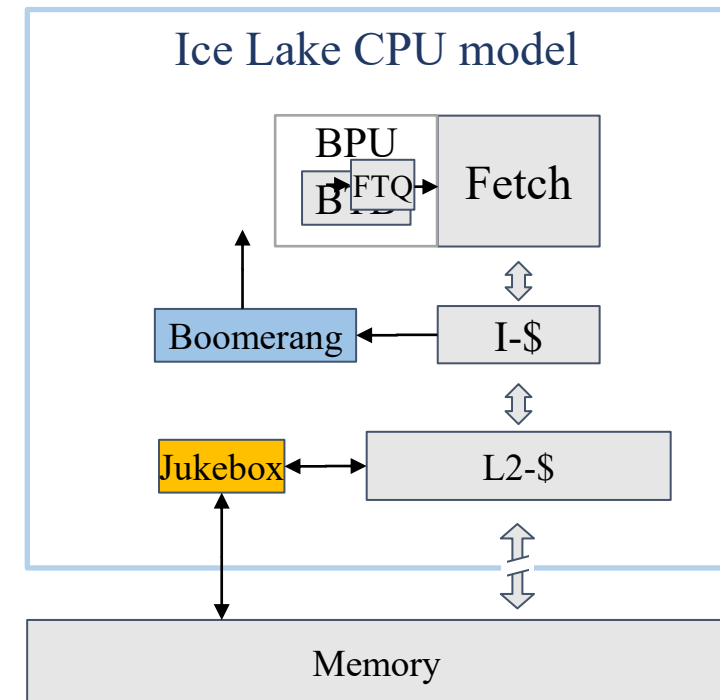 Ice Lake CPU model
BPU
FTQ
Fetch
Boomerang
I-$
Jukebox
L2-$
Memory